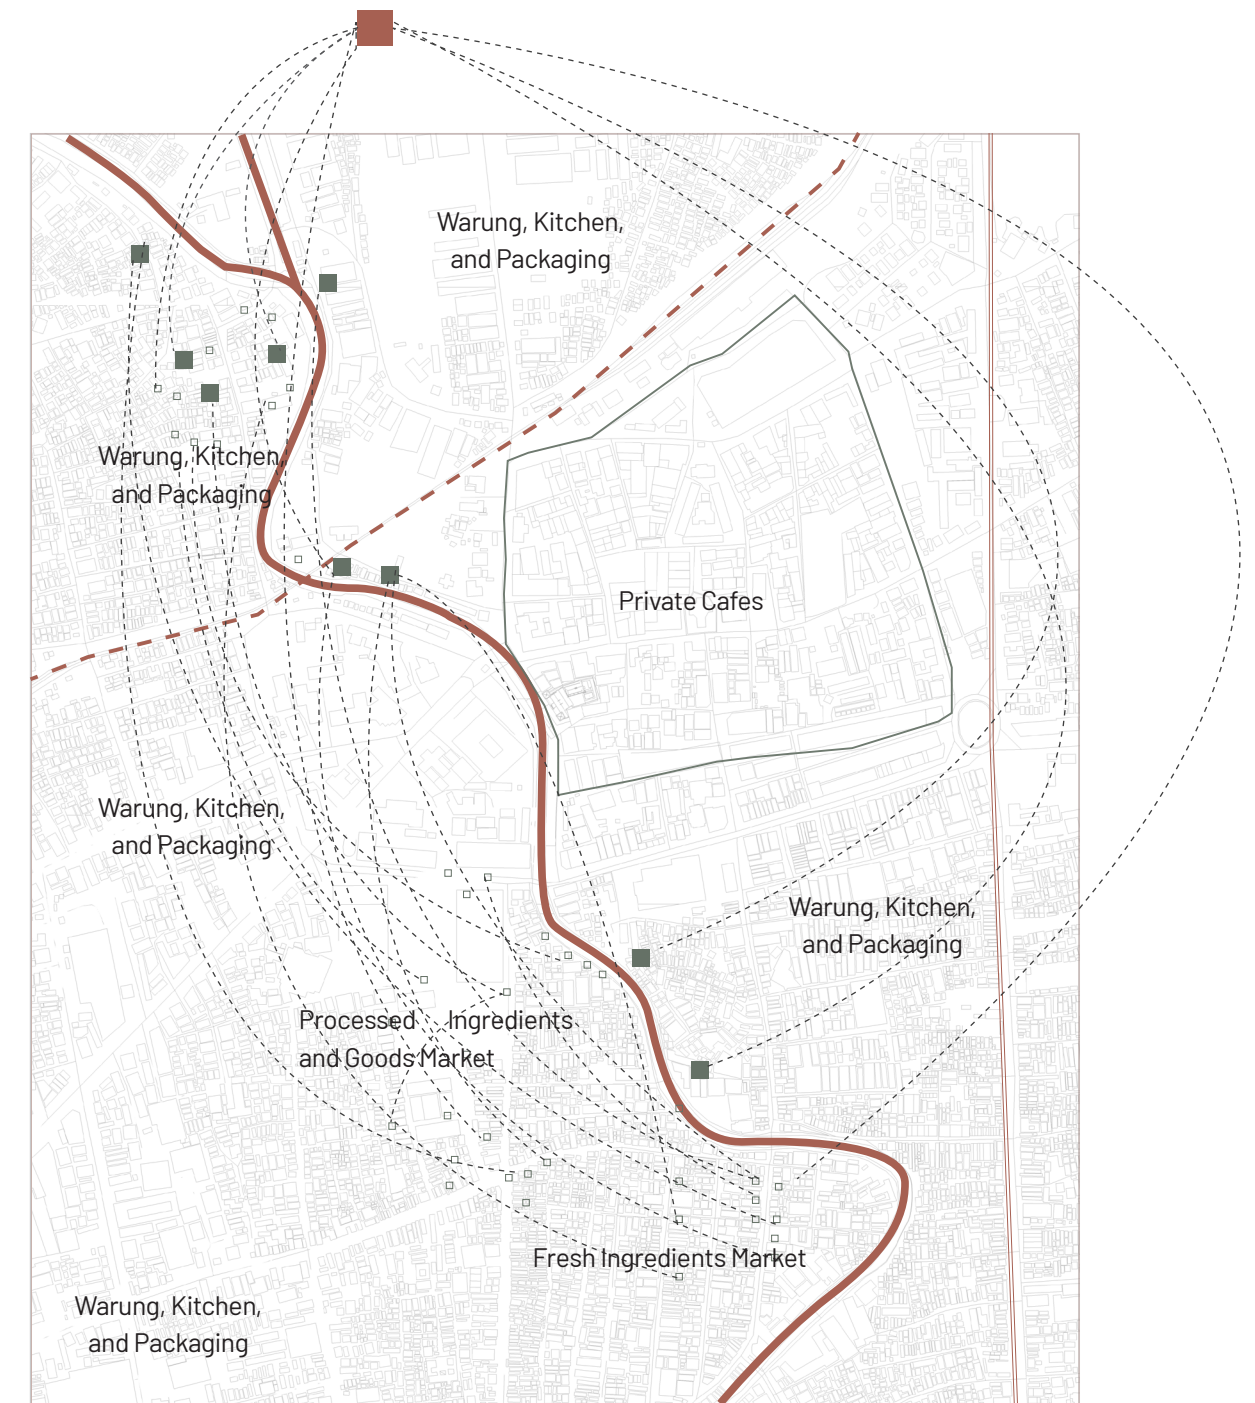 Warung, Kitchen,
and Packaging
Warung, Kitchen,
and Packaging
Private Cafes
Warung, Kitchen,
and Packaging
Warung, Kitchen,
and Packaging
Processed Ingredients
and Goods Market
Fresh Ingredients Market
Warung, Kitchen,
and Packaging